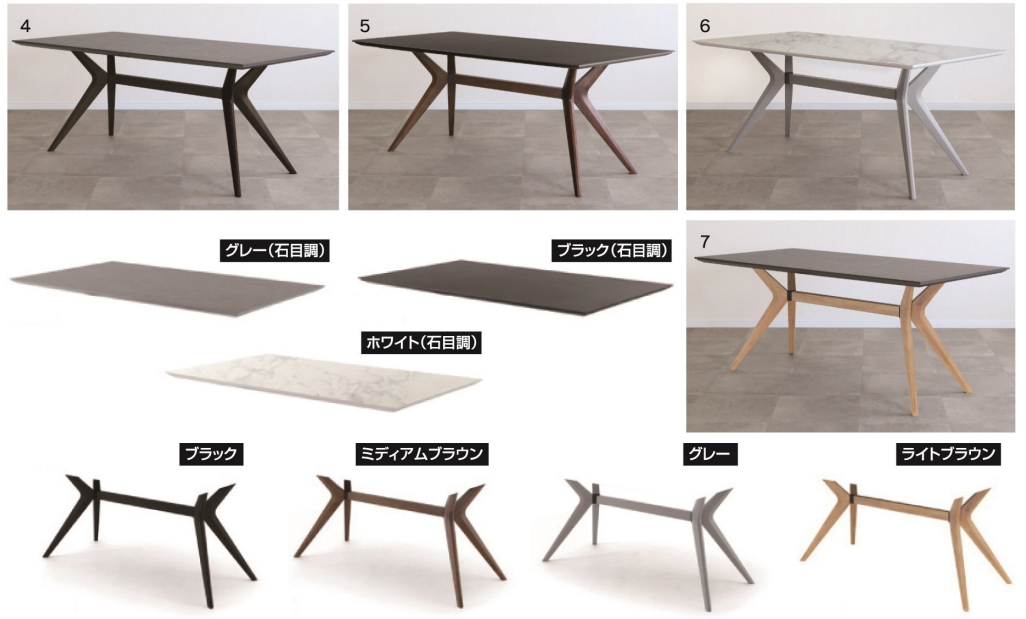 4
5
6
グレー（石目調）
ブラック（石目調）
7
ホワイト（石目調）
ブラック
ミディアムブラウン
グレー
ライトブラウン